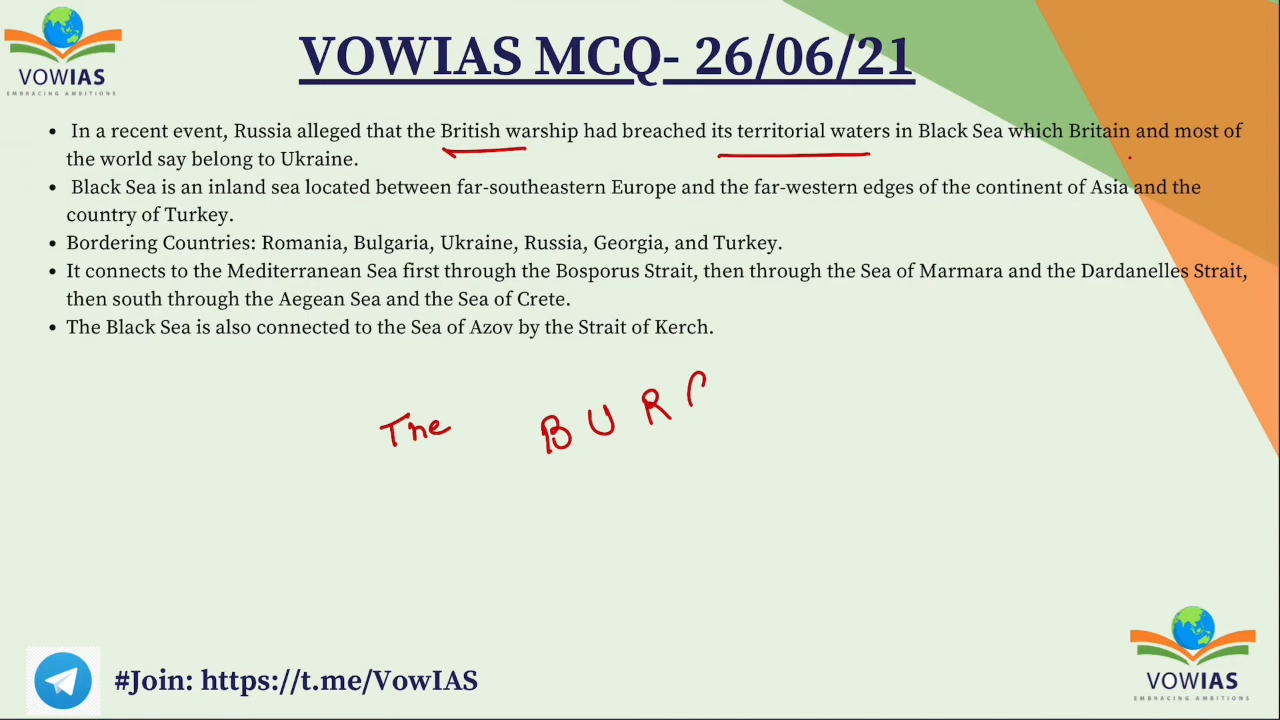 VOWIAS
EMBRACING AMBITIONS
VOWIAS MCQ- 26/06/21
• In a recent event, Russia alleged that the British warship had breached its territorial waters in Black Sea which Britain and most of
the world say belong to Ukraine.
• Black Sea is an inland sea located between far-southeastern Europe and the far-western edges of the continent of Asia and the
country of Turkey.
• Bordering Countries: Romania, Bulgaria, Ukraine, Russia, Georgia, and Turkey.
• It connects to the Mediterranean Sea first through the Bosporus Strait, then through the Sea of Marmara and the Dardanelles Strait,
then south through the Aegean Sea and the Sea of Crete.
• The Black Sea is also connected to the Sea of Azov by the Strait of Kerch.
The B U R
#Join: https://t.me/VowIAS
VOWIAS
EMBRACING AMBITIONS